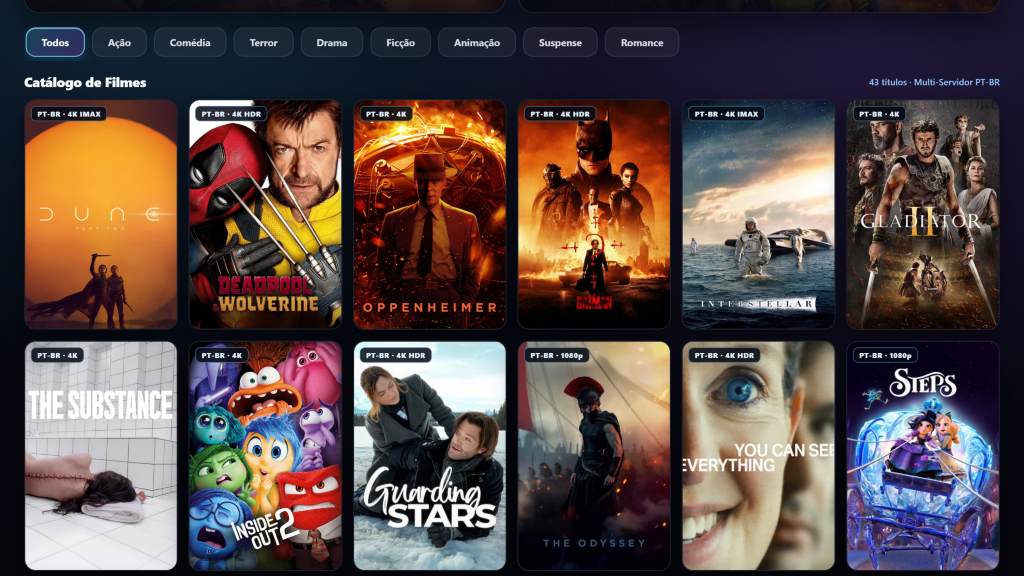 Todos
Ação
Comédia
Terror
Drama
Ficção
Animação
Suspense
Romance
Catálogo de Filmes
43 títulos · Multi-Servidor PT-BR
PT-BR · 4K IMAX
DUNE
PART TWO
PT-BR · 4K HDR
DEADPOOL
& WOLVERINE
PT-BR · 4K
OPPENHEIMER
PT-BR · 4K HDR
THE
BATMAN
PT-BR · 4K IMAX
INTERSTELLAR
PT-BR · 4K
GLADIATOR
II
PT-BR · 4K
THE SUBSTANCE
PT-BR · 4K
INSIDE
OUT 2
PT-BR · 4K HDR
Guarding
STARS
PT-BR · 1080p
THE ODYSSEY
PT-BR · 4K HDR
YOU CAN SEE
EVERYTHING
PT-BR · 1080p
STEPS